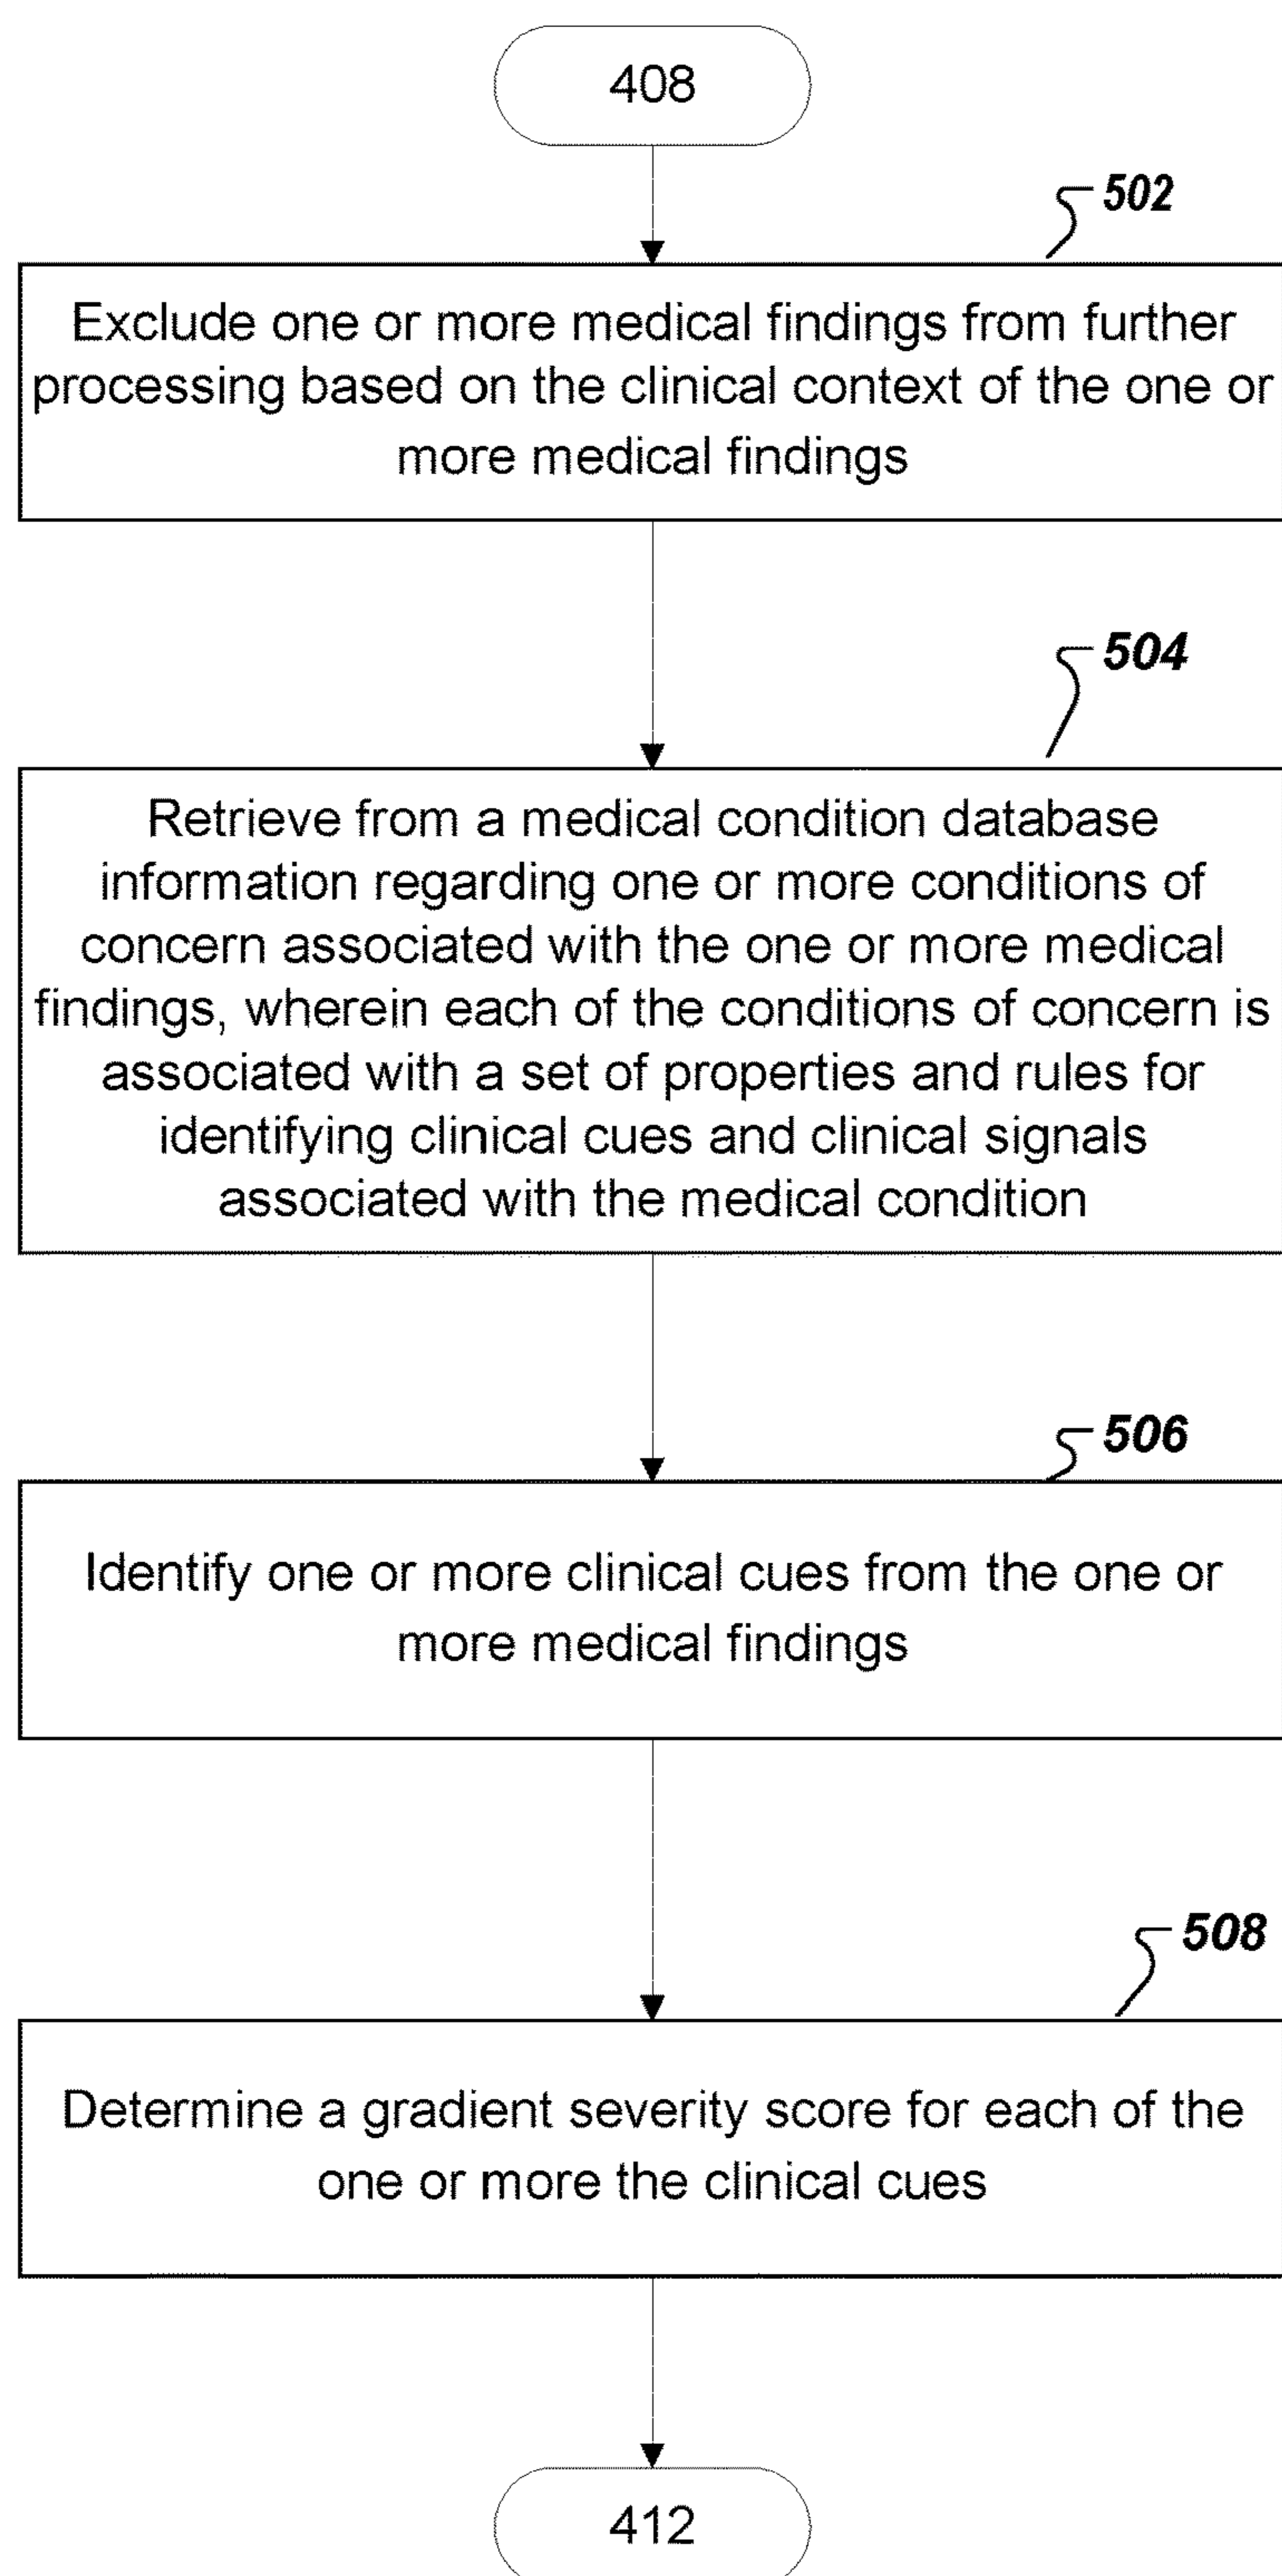 408
502
Exclude one or more medical findings from further
processing based on the clinical context of the one or
more medical findings
504
Retrieve from a medical condition database
information regarding one or more conditions of
concern associated with the one or more medical
findings, wherein each of the conditions of concern is
associated with a set of properties and rules for
identifying clinical cues and clinical signals
associated with the medical condition
506
Identify one or more clinical cues from the one or
more medical findings
508
Determine a gradient severity score for each of the
one or more the clinical cues
412